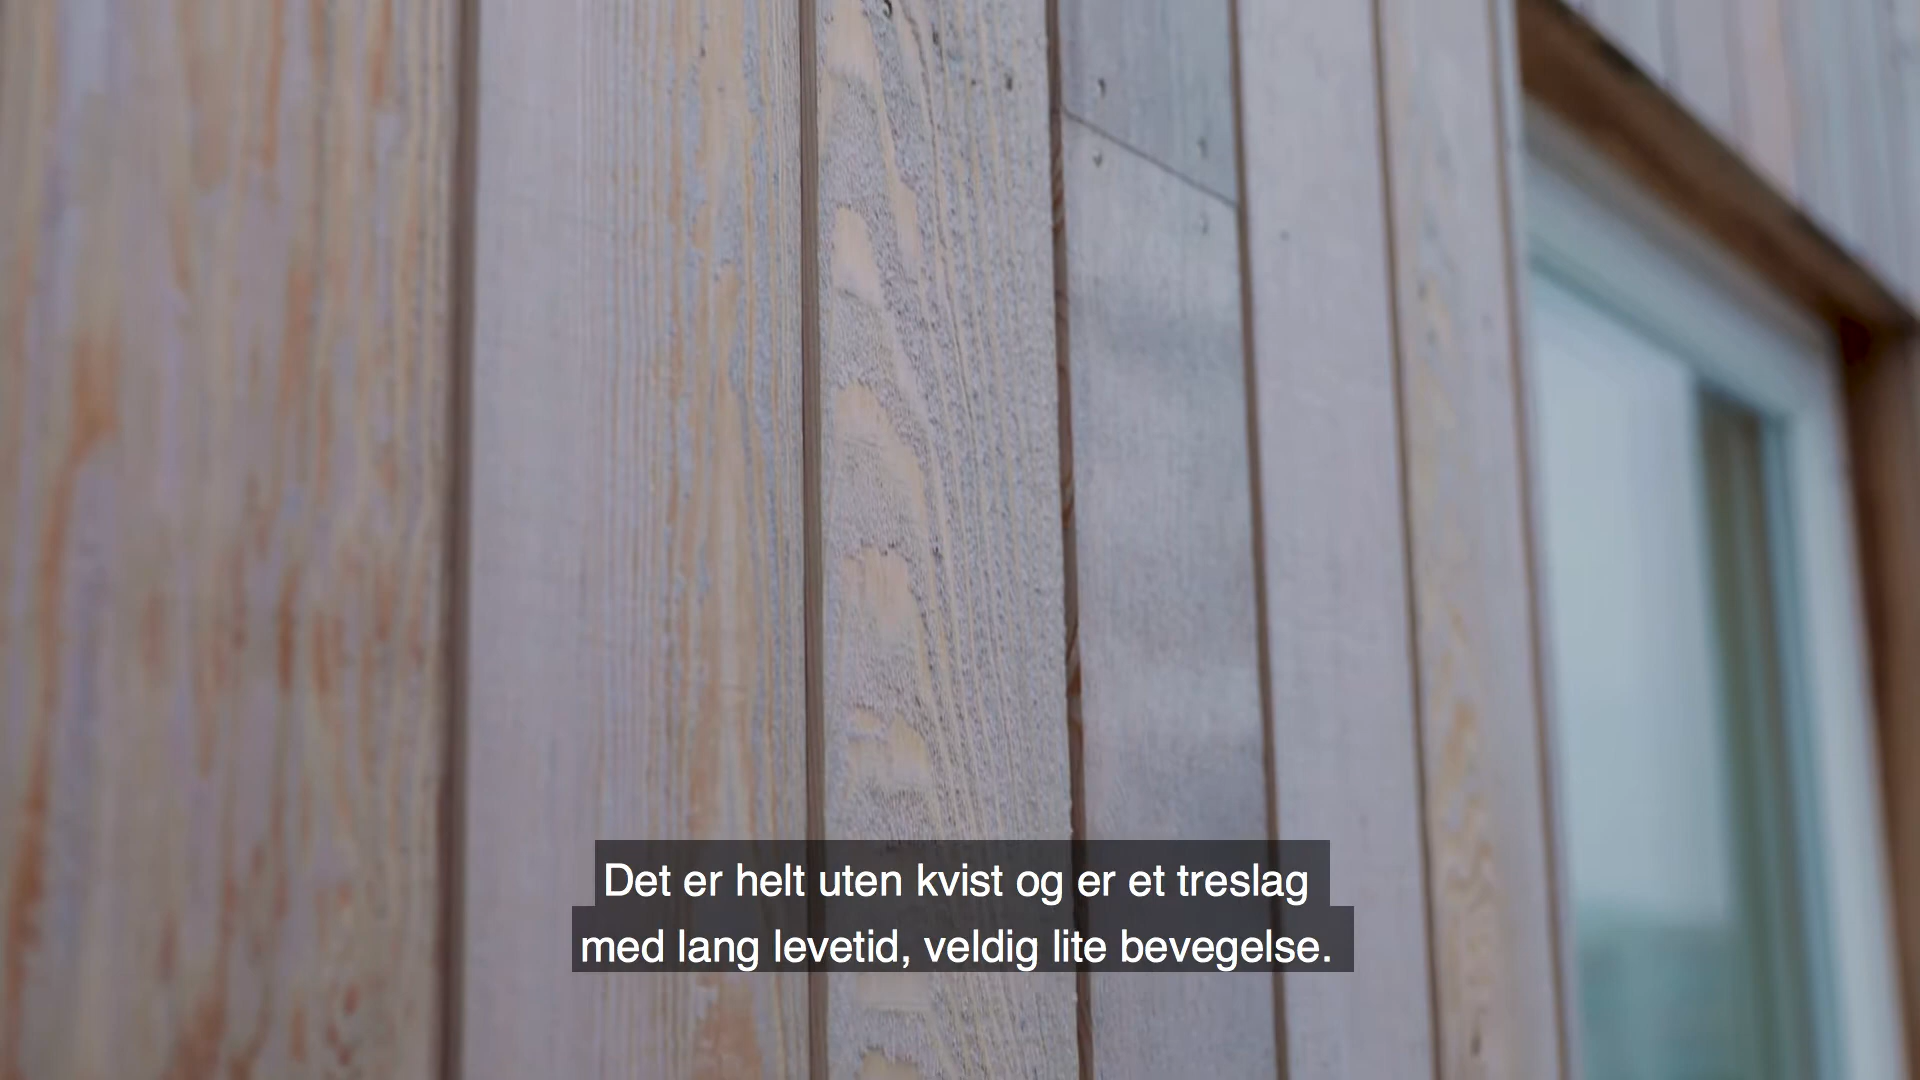 Det er helt uten kvist og er et treslag
med lang levetid, veldig lite bevegelse.